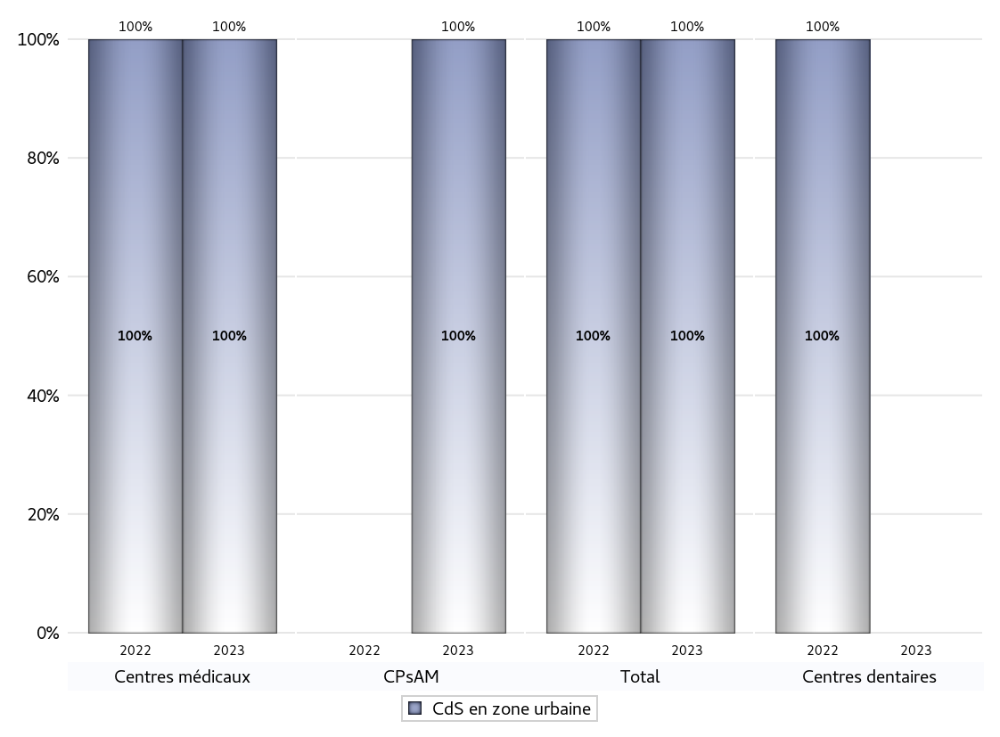 100% 100% 100% 100% 100% 100%
100%
80%
60%
100% 100% 100% 100% 100% 100%
40%
20%
0%
2022 2023 2022 2023 2022 2023 2022 2023
Centres médicaux CPsAM Total Centres dentaires
CdS en zone urbaine